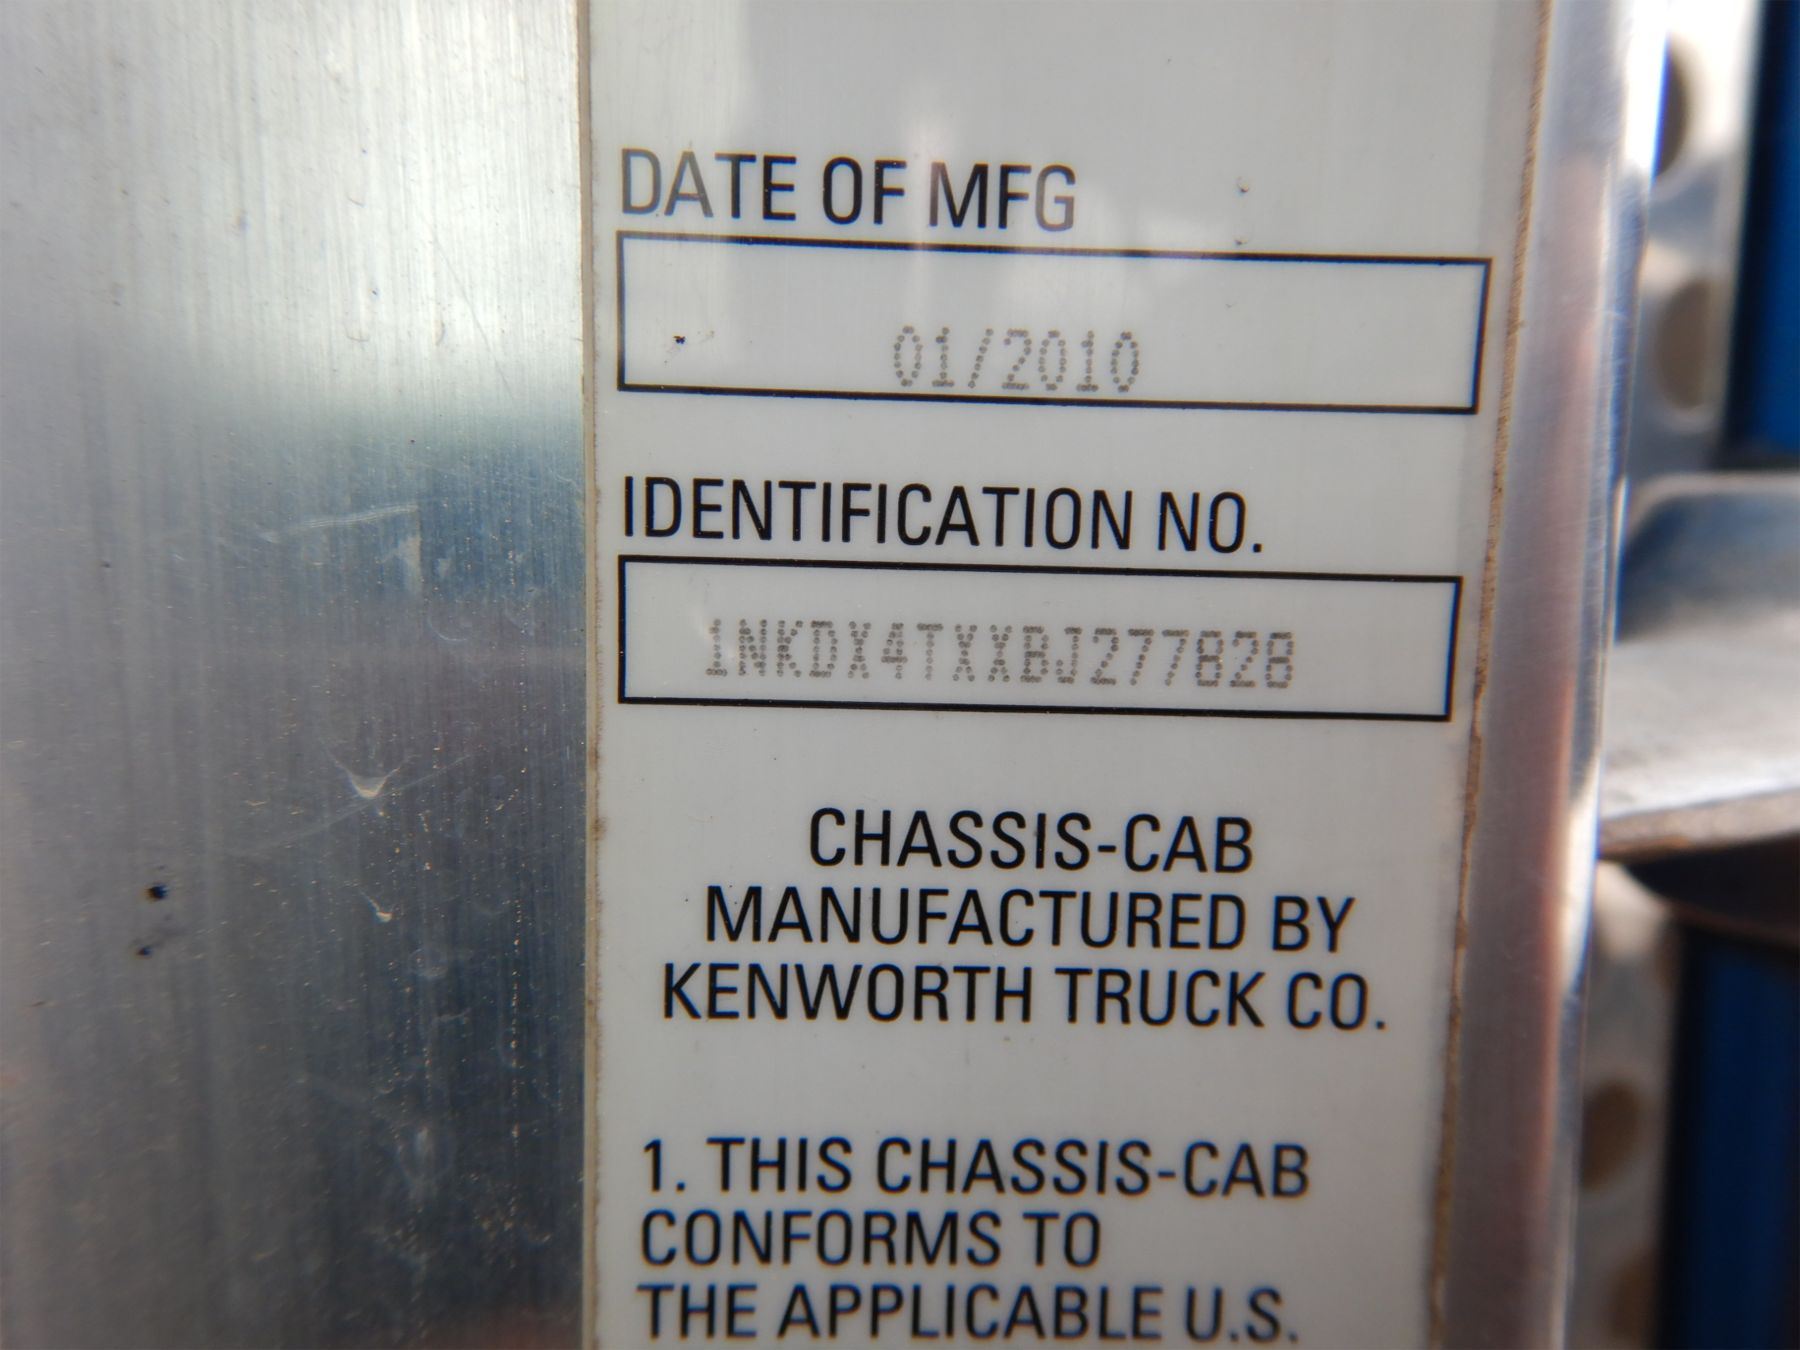 DATE OF MFG
01/2010
IDENTIFICATION NO.
1NKDX4TXXBJ277828
CHASSIS-CAB
MANUFACTURED BY
KENWORTH TRUCK CO.
1. THIS CHASSIS-CAB
CONFORMS TO
THE APPLICABLE U.S.